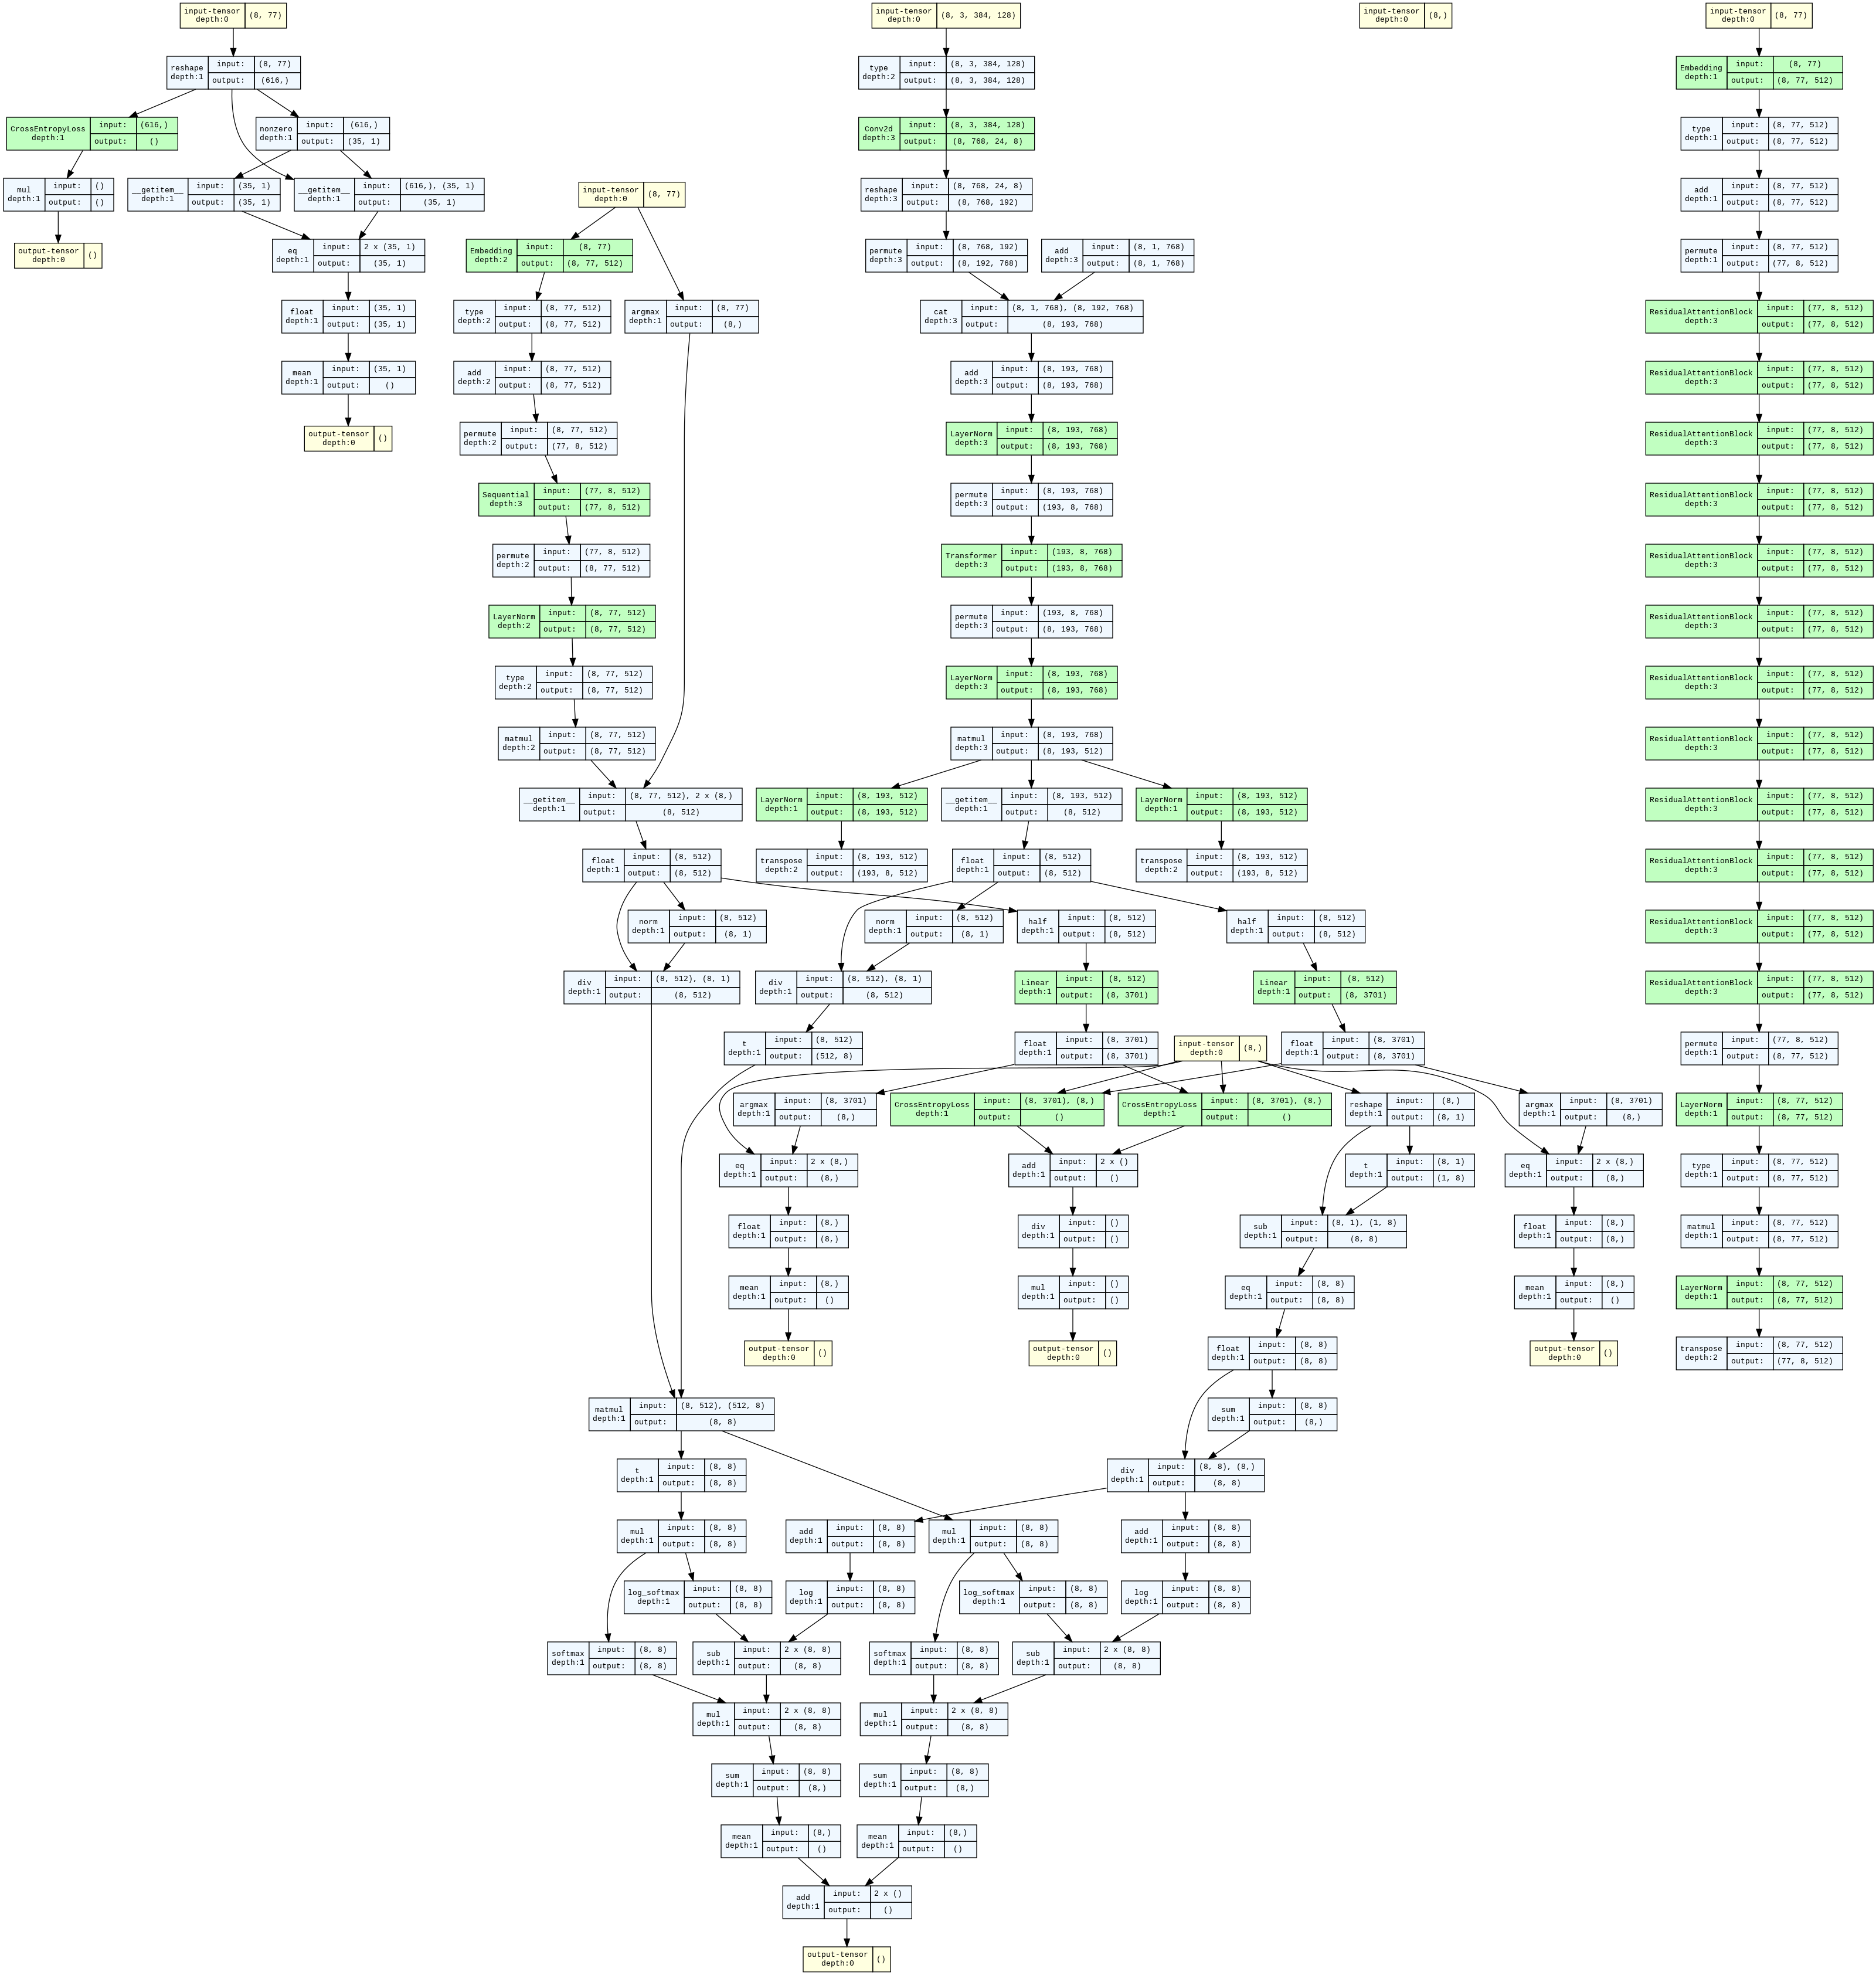 input-tensor (8, 77)
depth:0
input-tensor (8, 3, 384, 128)
depth:0
input-tensor (8,)
depth:0
input-tensor (8, 77)
depth:0
reshape input: (8, 77)
depth:1 output: (616,)
type input: (8, 3, 384, 128)
depth:2 output: (8, 3, 384, 128)
Embedding input: (8, 77)
depth:1 output: (8, 77, 512)
CrossEntropyLoss input: (616,)
depth:1 output: ()
nonzero input: (616,)
depth:1 output: (35, 1)
Conv2d input: (8, 3, 384, 128)
depth:3 output: (8, 768, 24, 8)
type input: (8, 77, 512)
depth:1 output: (8, 77, 512)
mul input: ()
depth:1 output: ()
__getitem__ input: (35, 1)
depth:1 output: (35, 1)
__getitem__ input: (616,), (35, 1)
depth:1 output: (35, 1)
input-tensor (8, 77)
depth:0
reshape input: (8, 768, 24, 8)
depth:3 output: (8, 768, 192)
add input: (8, 77, 512)
depth:1 output: (8, 77, 512)
output-tensor ()
depth:0
eq input: 2 x (35, 1)
depth:1 output: (35, 1)
Embedding input: (8, 77)
depth:2 output: (8, 77, 512)
permute input: (8, 768, 192)
depth:3 output: (8, 192, 768)
add input: (8, 1, 768)
depth:3 output: (8, 1, 768)
permute input: (8, 77, 512)
depth:1 output: (77, 8, 512)
float input: (35, 1)
depth:1 output: (35, 1)
type input: (8, 77, 512)
depth:2 output: (8, 77, 512)
argmax input: (8, 77)
depth:1 output: (8,)
cat input: (8, 1, 768), (8, 192, 768)
depth:3 output: (8, 193, 768)
ResidualAttentionBlock input: (77, 8, 512)
depth:3 output: (77, 8, 512)
mean input: (35, 1)
depth:1 output: ()
add input: (8, 77, 512)
depth:2 output: (8, 77, 512)
add input: (8, 193, 768)
depth:3 output: (8, 193, 768)
ResidualAttentionBlock input: (77, 8, 512)
depth:3 output: (77, 8, 512)
output-tensor ()
depth:0
permute input: (8, 77, 512)
depth:2 output: (77, 8, 512)
LayerNorm input: (8, 193, 768)
depth:3 output: (8, 193, 768)
ResidualAttentionBlock input: (77, 8, 512)
depth:3 output: (77, 8, 512)
Sequential input: (77, 8, 512)
depth:3 output: (77, 8, 512)
permute input: (8, 193, 768)
depth:3 output: (193, 8, 768)
ResidualAttentionBlock input: (77, 8, 512)
depth:3 output: (77, 8, 512)
permute input: (77, 8, 512)
depth:2 output: (8, 77, 512)
Transformer input: (193, 8, 768)
depth:3 output: (193, 8, 768)
ResidualAttentionBlock input: (77, 8, 512)
depth:3 output: (77, 8, 512)
LayerNorm input: (8, 77, 512)
depth:2 output: (8, 77, 512)
permute input: (193, 8, 768)
depth:3 output: (8, 193, 768)
ResidualAttentionBlock input: (77, 8, 512)
depth:3 output: (77, 8, 512)
type input: (8, 77, 512)
depth:2 output: (8, 77, 512)
LayerNorm input: (8, 193, 768)
depth:3 output: (8, 193, 768)
ResidualAttentionBlock input: (77, 8, 512)
depth:3 output: (77, 8, 512)
matmul input: (8, 77, 512)
depth:2 output: (8, 77, 512)
matmul input: (8, 193, 768)
depth:3 output: (8, 193, 512)
ResidualAttentionBlock input: (77, 8, 512)
depth:3 output: (77, 8, 512)
__getitem__ input: (8, 77, 512), 2 x (8,)
depth:1 output: (8, 512)
LayerNorm input: (8, 193, 512)
depth:1 output: (8, 193, 512)
__getitem__ input: (8, 193, 512)
depth:1 output: (8, 512)
LayerNorm input: (8, 193, 512)
depth:1 output: (8, 193, 512)
ResidualAttentionBlock input: (77, 8, 512)
depth:3 output: (77, 8, 512)
float input: (8, 512)
depth:1 output: (8, 512)
transpose input: (8, 193, 512)
depth:2 output: (193, 8, 512)
float input: (8, 512)
depth:1 output: (8, 512)
transpose input: (8, 193, 512)
depth:2 output: (193, 8, 512)
ResidualAttentionBlock input: (77, 8, 512)
depth:3 output: (77, 8, 512)
norm input: (8, 512)
depth:1 output: (8, 1)
norm input: (8, 512)
depth:1 output: (8, 1)
half input: (8, 512)
depth:1 output: (8, 512)
half input: (8, 512)
depth:1 output: (8, 512)
ResidualAttentionBlock input: (77, 8, 512)
depth:3 output: (77, 8, 512)
div input: (8, 512), (8, 1)
depth:1 output: (8, 512)
div input: (8, 512), (8, 1)
depth:1 output: (8, 512)
Linear input: (8, 512)
depth:1 output: (8, 3701)
Linear input: (8, 512)
depth:1 output: (8, 3701)
ResidualAttentionBlock input: (77, 8, 512)
depth:3 output: (77, 8, 512)
t input: (8, 512)
depth:1 output: (512, 8)
float input: (8, 3701)
depth:1 output: (8, 3701)
input-tensor (8,)
depth:0
float input: (8, 3701)
depth:1 output: (8, 3701)
permute input: (77, 8, 512)
depth:1 output: (8, 77, 512)
argmax input: (8, 3701)
depth:1 output: (8,)
CrossEntropyLoss input: (8, 3701), (8,)
depth:1 output: ()
CrossEntropyLoss input: (8, 3701), (8,)
depth:1 output: ()
reshape input: (8,)
depth:1 output: (8, 1)
argmax input: (8, 3701)
depth:1 output: (8,)
LayerNorm input: (8, 77, 512)
depth:1 output: (8, 77, 512)
eq input: 2 x (8,)
depth:1 output: (8,)
add input: 2 x ()
depth:1 output: ()
t input: (8, 1)
depth:1 output: (1, 8)
eq input: 2 x (8,)
depth:1 output: (8,)
type input: (8, 77, 512)
depth:1 output: (8, 77, 512)
float input: (8,)
depth:1 output: (8,)
div input: ()
depth:1 output: ()
sub input: (8, 1), (1, 8)
depth:1 output: (8, 8)
float input: (8,)
depth:1 output: (8,)
matmul input: (8, 77, 512)
depth:1 output: (8, 77, 512)
mean input: (8,)
depth:1 output: ()
mul input: ()
depth:1 output: ()
eq input: (8, 8)
depth:1 output: (8, 8)
mean input: (8,)
depth:1 output: ()
LayerNorm input: (8, 77, 512)
depth:1 output: (8, 77, 512)
output-tensor ()
depth:0
output-tensor ()
depth:0
float input: (8, 8)
depth:1 output: (8, 8)
output-tensor ()
depth:0
transpose input: (8, 77, 512)
depth:2 output: (77, 8, 512)
matmul input: (8, 512), (512, 8)
depth:1 output: (8, 8)
sum input: (8, 8)
depth:1 output: (8,)
t input: (8, 8)
depth:1 output: (8, 8)
div input: (8, 8), (8,)
depth:1 output: (8, 8)
mul input: (8, 8)
depth:1 output: (8, 8)
add input: (8, 8)
depth:1 output: (8, 8)
mul input: (8, 8)
depth:1 output: (8, 8)
add input: (8, 8)
depth:1 output: (8, 8)
log_softmax input: (8, 8)
depth:1 output: (8, 8)
log input: (8, 8)
depth:1 output: (8, 8)
log_softmax input: (8, 8)
depth:1 output: (8, 8)
log input: (8, 8)
depth:1 output: (8, 8)
softmax input: (8, 8)
depth:1 output: (8, 8)
sub input: 2 x (8, 8)
depth:1 output: (8, 8)
softmax input: (8, 8)
depth:1 output: (8, 8)
sub input: 2 x (8, 8)
depth:1 output: (8, 8)
mul input: 2 x (8, 8)
depth:1 output: (8, 8)
mul input: 2 x (8, 8)
depth:1 output: (8, 8)
sum input: (8, 8)
depth:1 output: (8,)
sum input: (8, 8)
depth:1 output: (8,)
mean input: (8,)
depth:1 output: ()
mean input: (8,)
depth:1 output: ()
add input: 2 x ()
depth:1 output: ()
output-tensor ()
depth:0